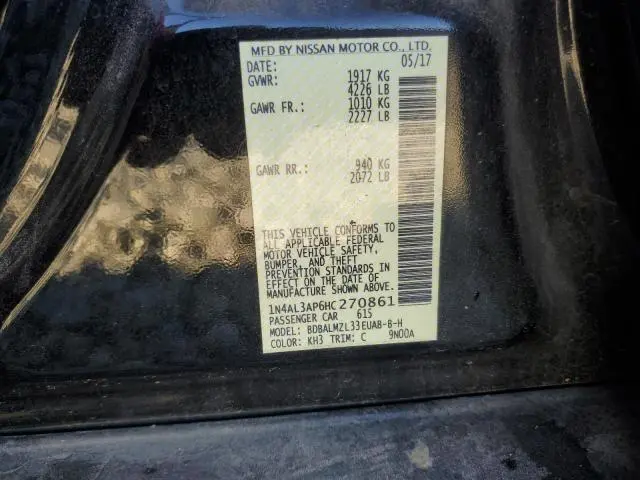 MFD BY NISSAN MOTOR CO., LTD.
DATE: 05/17
GVWR: 1917 KG
4226 LB
GAWR FR.: 1010 KG
2227 LB
GAWR RR.: 940 KG
2072 LB
THIS VEHICLE CONFORMS TO
ALL APPLICABLE FEDERAL
MOTOR VEHICLE SAFETY,
BUMPER, AND THEFT
PREVENTION STANDARDS IN
EFFECT ON THE DATE OF
MANUFACTURE SHOWN ABOVE.
1N4AL3AP6HC270861
PASSENGER CAR 615
MODEL: BDBALMZL33EUAB-B-H
COLOR: KH3 TRIM: C 9N00A